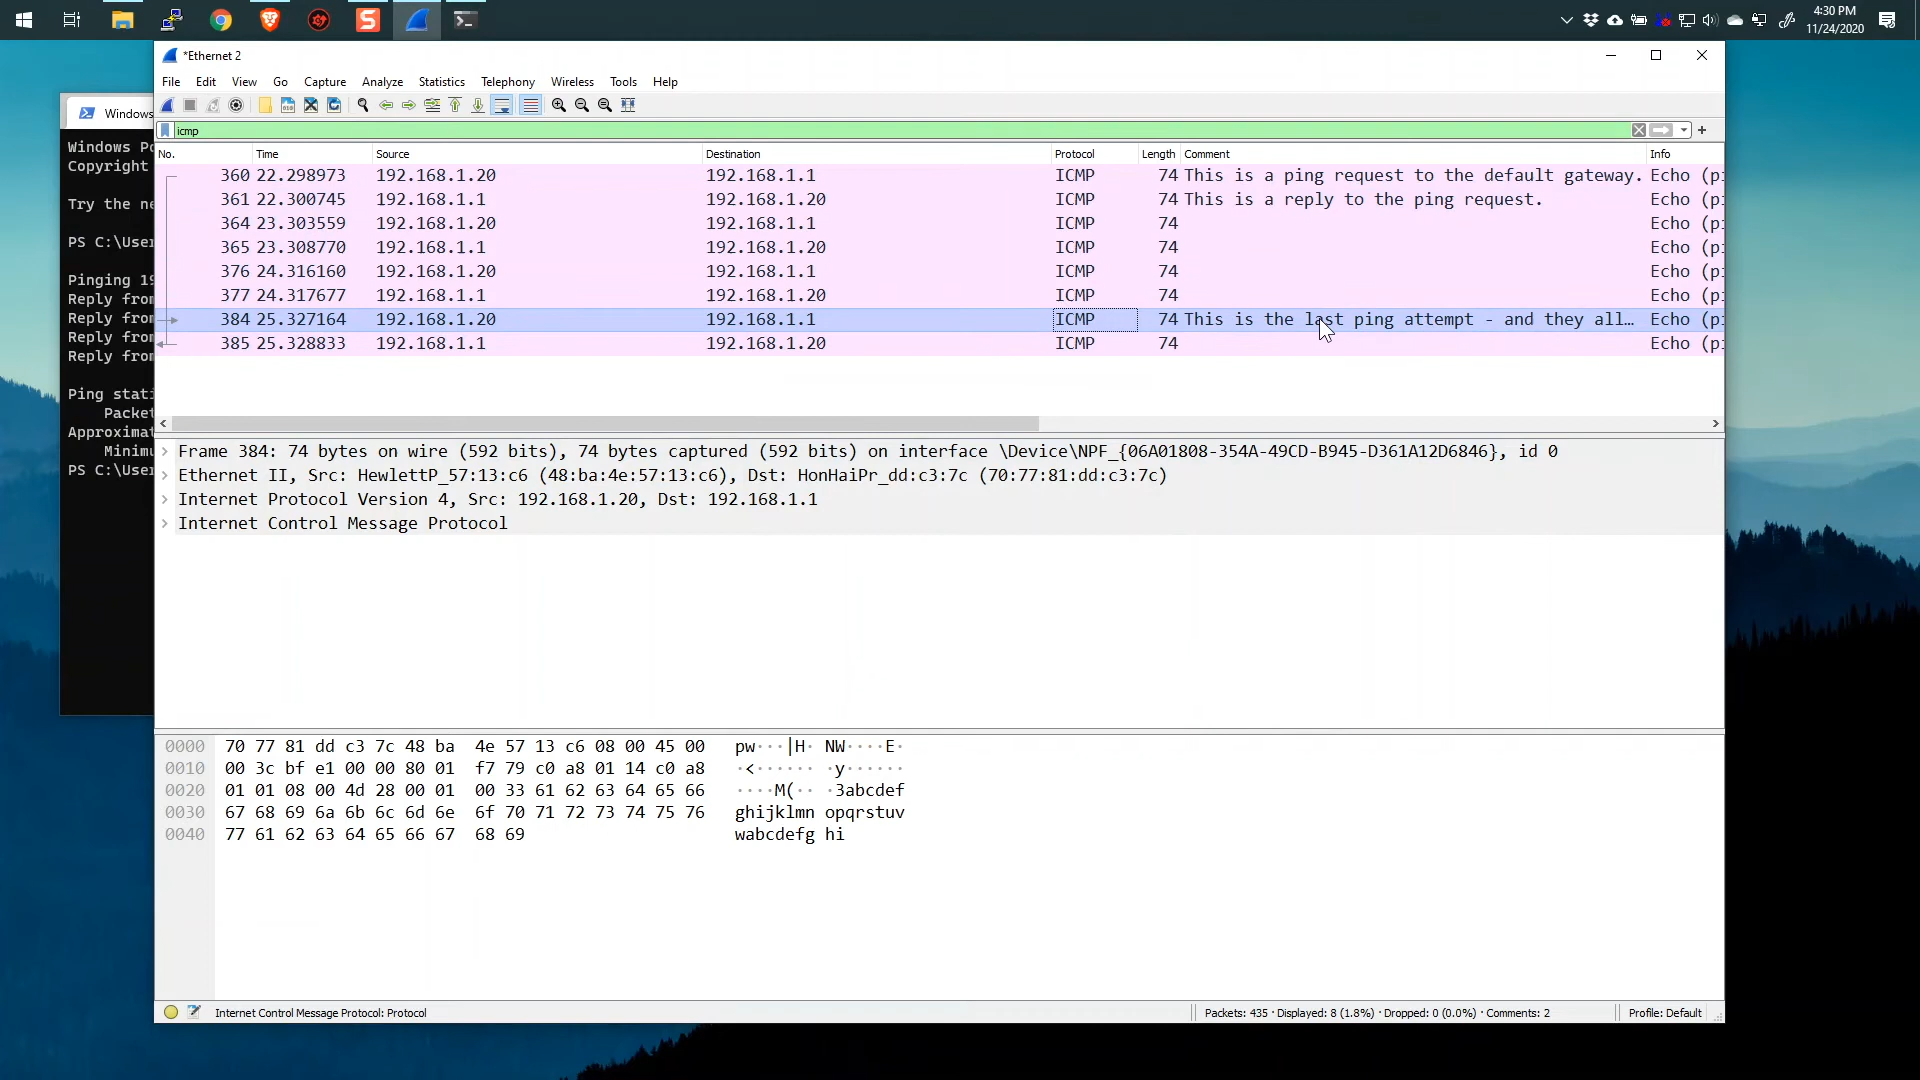 4:30 PM
11/24/2020
*Ethernet 2
File Edit View Go Capture Analyze Statistics Telephony Wireless Tools Help
icmp
No. Time Source Destination Protocol Length Comment Info
360 22.298973 192.168.1.20 192.168.1.1 ICMP 74 This is a ping request to the default gateway. Echo (pi
361 22.300745 192.168.1.1 192.168.1.20 ICMP 74 This is a reply to the ping request. Echo (pi
364 23.303559 192.168.1.20 192.168.1.1 ICMP 74 Echo (pi
365 23.308770 192.168.1.1 192.168.1.20 ICMP 74 Echo (pi
376 24.316160 192.168.1.20 192.168.1.1 ICMP 74 Echo (pi
377 24.317677 192.168.1.1 192.168.1.20 ICMP 74 Echo (pi
384 25.327164 192.168.1.20 192.168.1.1 ICMP 74 This is the last ping attempt - and they all… Echo (pi
385 25.328833 192.168.1.1 192.168.1.20 ICMP 74 Echo (pi
Frame 384: 74 bytes on wire (592 bits), 74 bytes captured (592 bits) on interface \Device\NPF_{06A01808-354A-49CD-B945-D361A12D6846}, id 0
Ethernet II, Src: HewlettP_57:13:c6 (48:ba:4e:57:13:c6), Dst: HonHaiPr_dd:c3:7c (70:77:81:dd:c3:7c)
Internet Protocol Version 4, Src: 192.168.1.20, Dst: 192.168.1.1
Internet Control Message Protocol
0000 70 77 81 dd c3 7c 48 ba 4e 57 13 c6 08 00 45 00 pw···|H· NW····E·
0010 00 3c bf e1 00 00 80 01 f7 79 c0 a8 01 14 c0 a8 ·<······ ·y······
0020 01 01 08 00 4d 28 00 01 00 33 61 62 63 64 65 66 ····M(·· ·3abcdef
0030 67 68 69 6a 6b 6c 6d 6e 6f 70 71 72 73 74 75 76 ghijklmn opqrstuv
0040 77 61 62 63 64 65 66 67 68 69 wabcdefg hi
Internet Control Message Protocol: Protocol
Packets: 435 · Displayed: 8 (1.8%) · Dropped: 0 (0.0%) · Comments: 2
Profile: Default
Windows
Windows Po
Copyright
Try the ne
PS C:\User
Pinging 19
Reply from
Reply from
Reply from
Reply from
Ping stati
Packet
Approximat
Minimu
PS C:\User